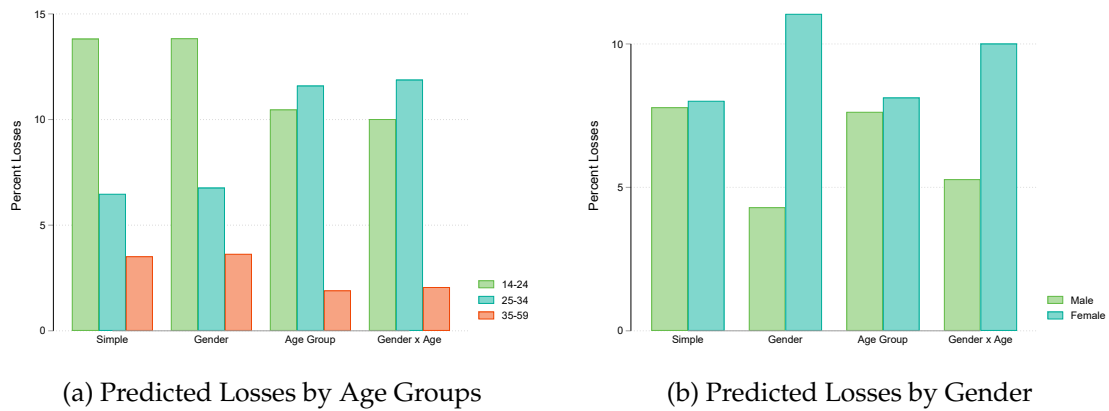 15
10
5
0
Percent Losses
Simple
Gender
Age Group
Gender x Age
14-24
25-34
35-59
(a) Predicted Losses by Age Groups
10
5
0
Percent Losses
Simple
Gender
Age Group
Gender x Age
Male
Female
(b) Predicted Losses by Gender